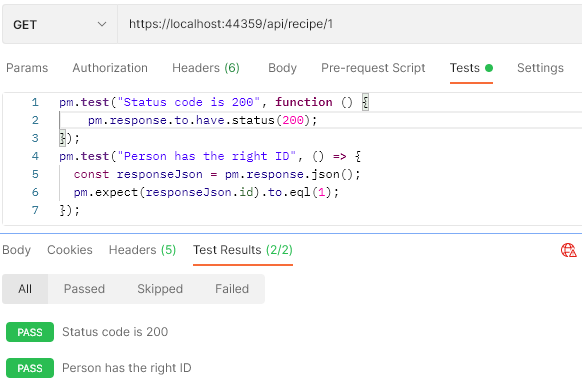 GET https://localhost:44359/api/recipe/1
Params Authorization Headers (6) Body Pre-request Script Tests Settings
1 pm.test("Status code is 200", function () {
2 pm.response.to.have.status(200);
3 });
4 pm.test("Person has the right ID", () => {
5 const responseJson = pm.response.json();
6 pm.expect(responseJson.id).to.eql(1);
7 });
Body Cookies Headers (5) Test Results (2/2)
All Passed Skipped Failed
PASS Status code is 200
PASS Person has the right ID